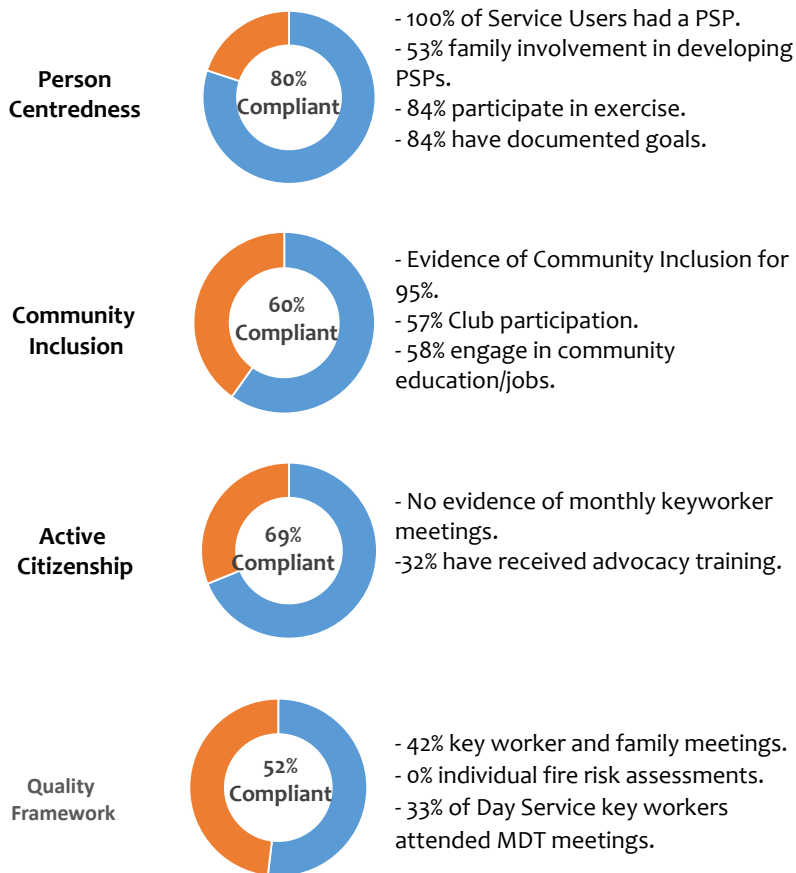 Person
Centredness
80%
Compliant
- 100% of Service Users had a PSP.
- 53% family involvement in developing
PSPs.
- 84% participate in exercise.
- 84% have documented goals.
Community
Inclusion
60%
Compliant
- Evidence of Community Inclusion for
95%.
- 57% Club participation.
- 58% engage in community
education/jobs.
Active
Citizenship
69%
Compliant
- No evidence of monthly keyworker
meetings.
-32% have received advocacy training.
Quality
Framework
52%
Compliant
- 42% key worker and family meetings.
- 0% individual fire risk assessments.
- 33% of Day Service key workers
attended MDT meetings.